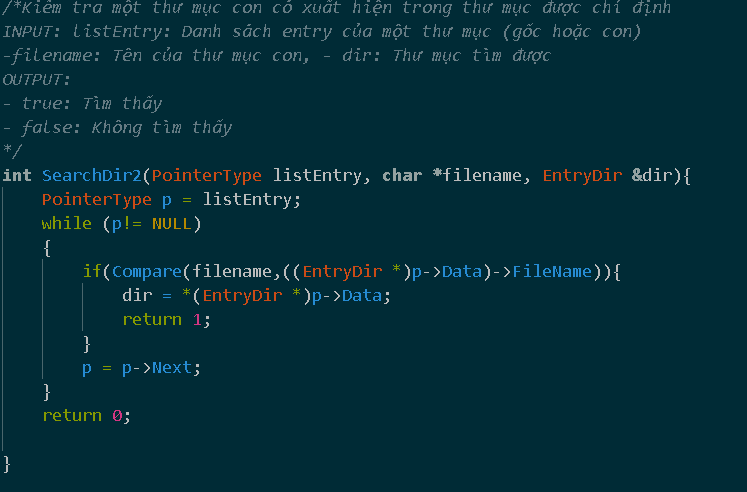 /*Kiểm tra một thư mục con có xuất hiện trong thư mục được chỉ định
INPUT: listEntry: Danh sách entry của một thư mục (gốc hoặc con)
-filename: Tên của thư mục con, - dir: Thư mục tìm được
OUTPUT:
- true: Tìm thấy
- false: Không tìm thấy
*/
int SearchDir2(PointerType listEntry, char *filename, EntryDir &dir){
    PointerType p = listEntry;
    while (p!= NULL)
    {
        if(Compare(filename,((EntryDir *)p->Data)->FileName)){
            dir = *(EntryDir *)p->Data;
            return 1;
        }
        p = p->Next;
    }
    return 0;
}